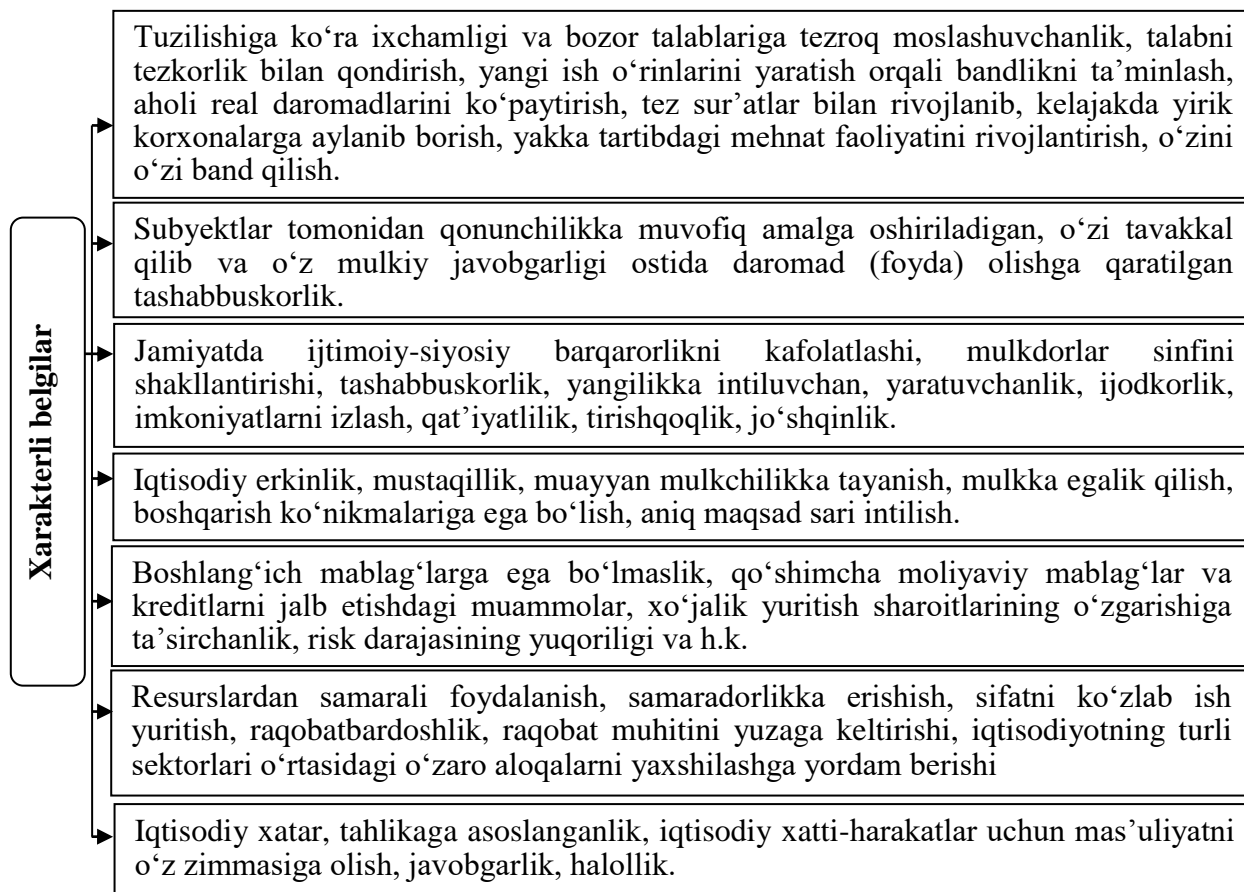 Tuzilishiga ko‘ra ixchamligi va bozor talablariga tezroq moslashuvchanlik, talabni
tezkorlik bilan qondirish, yangi ish o‘rinlarini yaratish orqali bandlikni ta’minlash,
aholi real daromadlarini ko‘paytirish, tez sur’atlar bilan rivojlanib, kelajakda yirik
korxonalarga aylanib borish, yakka tartibdagi mehnat faoliyatini rivojlantirish, o‘zini
o‘zi band qilish.
Xarakterli belgilar
Subyektlar tomonidan qonunchilikka muvofiq amalga oshiriladigan, o‘zi tavakkal
qilib va o‘z mulkiy javobgarligi ostida daromad (foyda) olishga qaratilgan
tashabbuskorlik.
Jamiyatda ijtimoiy-siyosiy barqarorlikni kafolatlashi, mulkdorlar sinfini
shakllantirishi, tashabbuskorlik, yangilikka intiluvchan, yaratuvchanlik, ijodkorlik,
imkoniyatlarni izlash, qat’iyatlilik, tirishqoqlik, jo‘shqinlik.
Iqtisodiy erkinlik, mustaqillik, muayyan mulkchilikka tayanish, mulkka egalik qilish,
boshqarish ko‘nikmalariga ega bo‘lish, aniq maqsad sari intilish.
Boshlang‘ich mablag‘larga ega bo‘lmaslik, qo‘shimcha moliyaviy mablag‘lar va
kreditlarni jalb etishdagi muammolar, xo‘jalik yuritish sharoitlarining o‘zgarishiga
ta’sirchanlik, risk darajasining yuqoriligi va h.k.
Resurslardan samarali foydalanish, samaradorlikka erishish, sifatni ko‘zlab ish
yuritish, raqobatbardoshlik, raqobat muhitini yuzaga keltirishi, iqtisodiyotning turli
sektorlari o‘rtasidagi o‘zaro aloqalarni yaxshilashga yordam berishi
Iqtisodiy xatar, tahlikaga asoslanganlik, iqtisodiy xatti-harakatlar uchun mas’uliyatni
o‘z zimmasiga olish, javobgarlik, halollik.